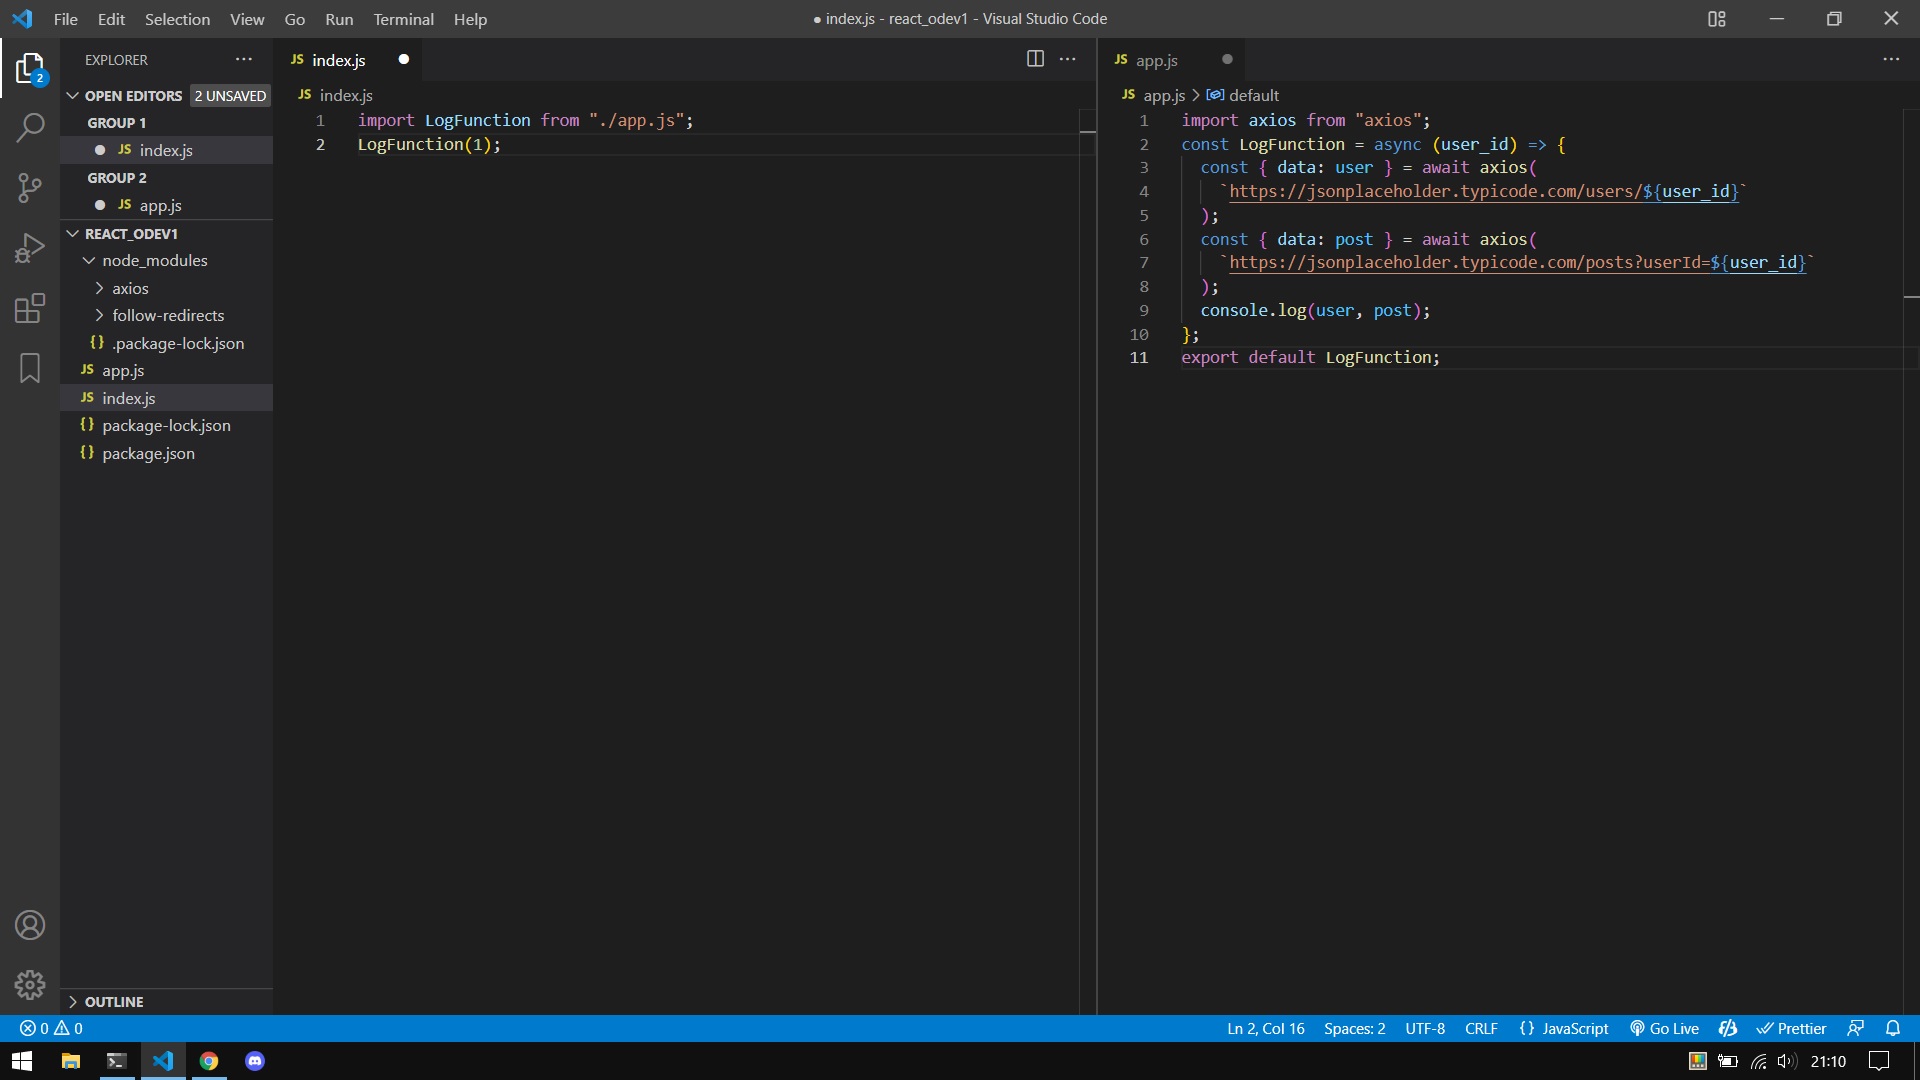 File Edit Selection View Go Run Terminal Help
● index.js - react_odev1 - Visual Studio Code
2
EXPLORER
OPEN EDITORS 2 UNSAVED
GROUP 1
JS index.js
GROUP 2
JS app.js
REACT_ODEV1
node_modules
axios
follow-redirects
{} .package-lock.json
JS app.js
JS index.js
{} package-lock.json
{} package.json
OUTLINE
JS index.js
JS index.js
1 import LogFunction from "./app.js";
2 LogFunction(1);
JS app.js
JS app.js > default
1 import axios from "axios";
2 const LogFunction = async (user_id) => {
3 const { data: user } = await axios(
4 `https://jsonplaceholder.typicode.com/users/${user_id}`
5 );
6 const { data: post } = await axios(
7 `https://jsonplaceholder.typicode.com/posts?userId=${user_id}`
8 );
9 console.log(user, post);
10 };
11 export default LogFunction;
0 0 Ln 2, Col 16 Spaces: 2 UTF-8 CRLF {} JavaScript Go Live Prettier
21:10